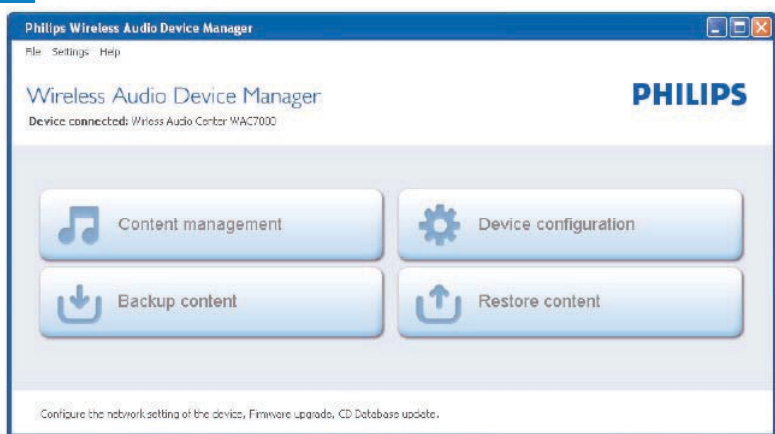 Philips Wireless Audio Device Manager
File Settings Help
Wireless Audio Device Manager
PHILIPS
Device connected: Wirless Audio Center WAC7000
Content management
Device configuration
Backup content
Restore content
Configure the network setting of the device, Firmware upgrade, CD Database update.